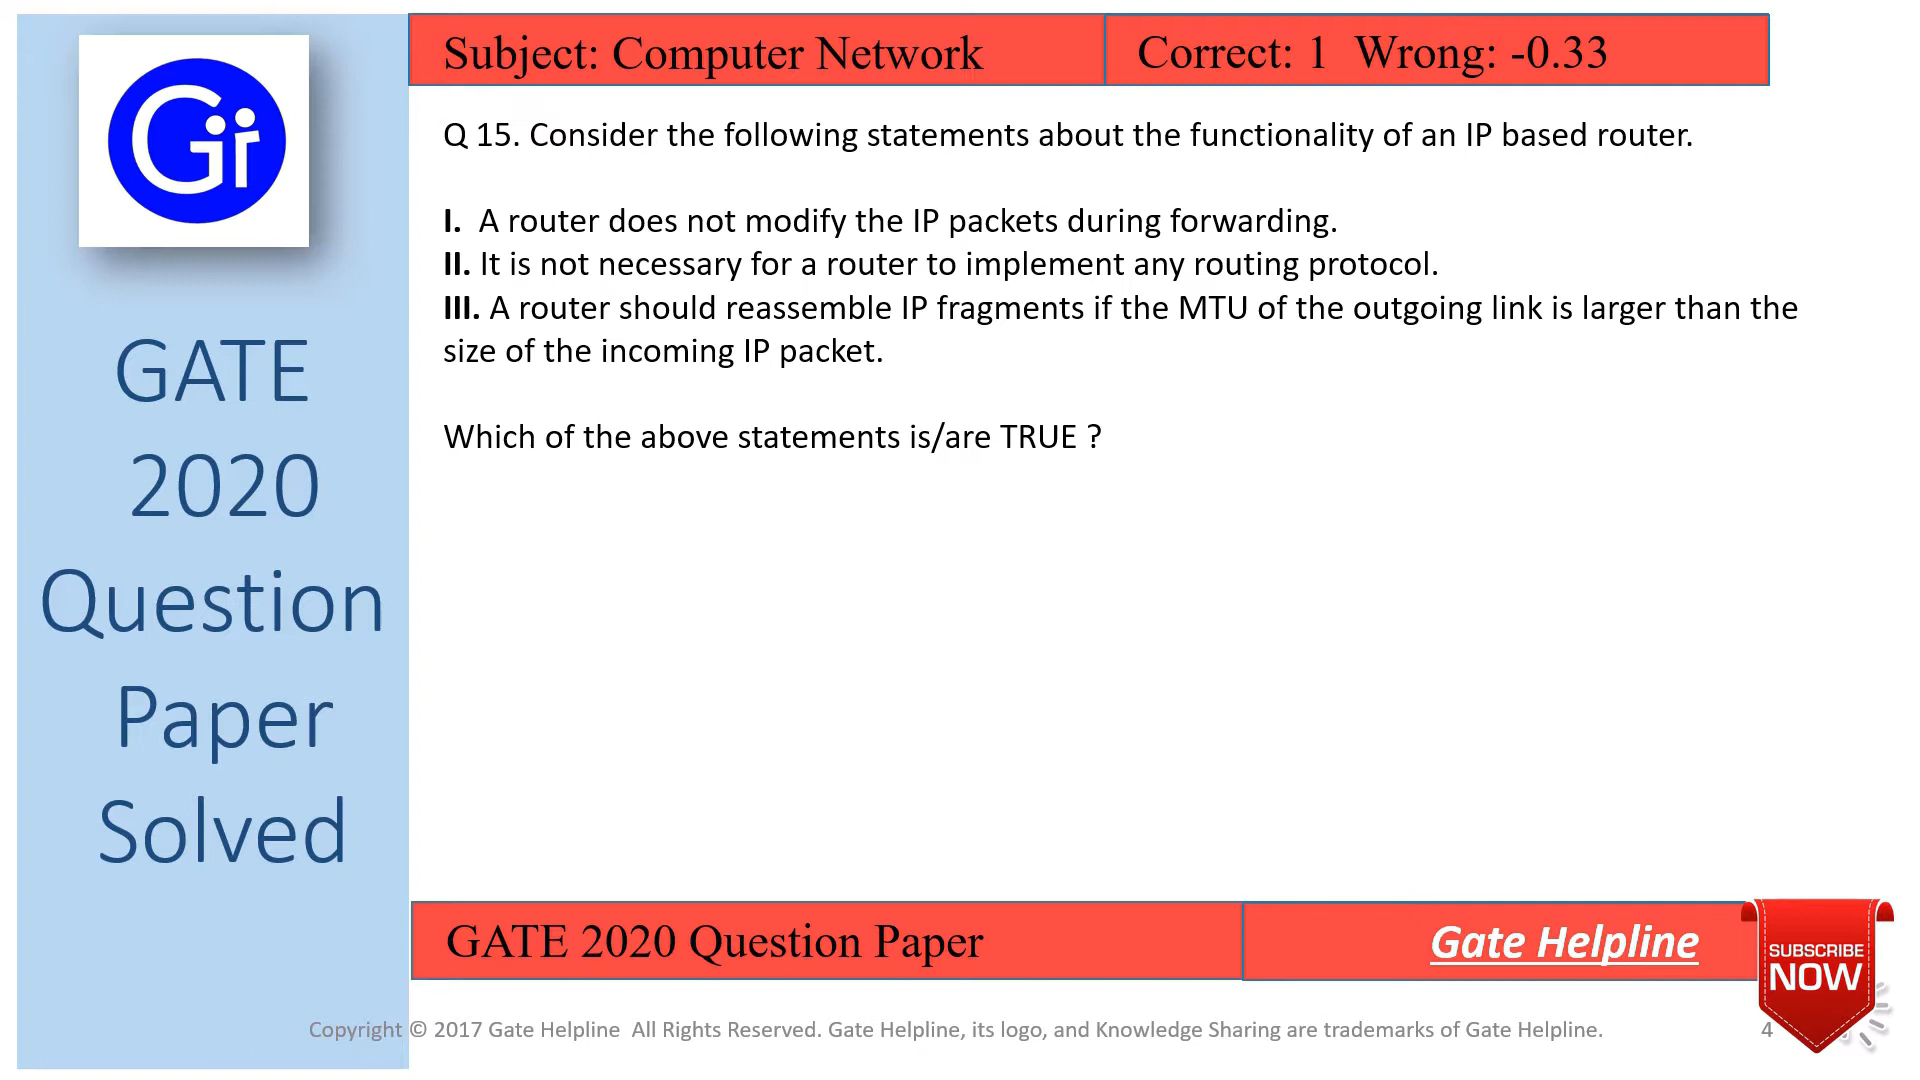 Subject: Computer Network
Correct: 1 Wrong: -0.33
Gr
GATE
2020
Question
Paper
Solved
Q 15. Consider the following statements about the functionality of an IP based router.
I. A router does not modify the IP packets during forwarding.
II. It is not necessary for a router to implement any routing protocol.
III. A router should reassemble IP fragments if the MTU of the outgoing link is larger than the
size of the incoming IP packet.
Which of the above statements is/are TRUE ?
GATE 2020 Question Paper
Gate Helpline
SUBSCRIBE
NOW
Copyright © 2017 Gate Helpline All Rights Reserved. Gate Helpline, its logo, and Knowledge Sharing are trademarks of Gate Helpline.
4